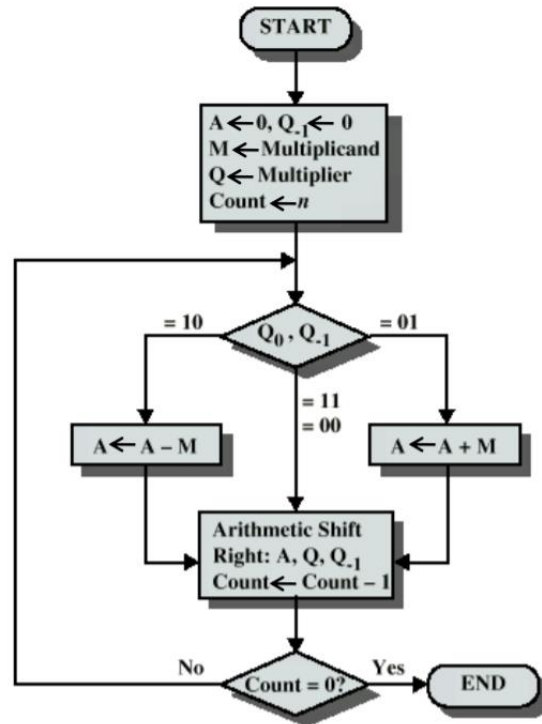 START
A ← 0, Q₋₁ ← 0
M ← Multiplicand
Q ← Multiplier
Count ← n
= 10
Q₀ , Q₋₁
= 01
= 11
= 00
A ← A – M
A ← A + M
Arithmetic Shift
Right: A, Q, Q₋₁
Count ← Count – 1
No
Count = 0?
Yes
END